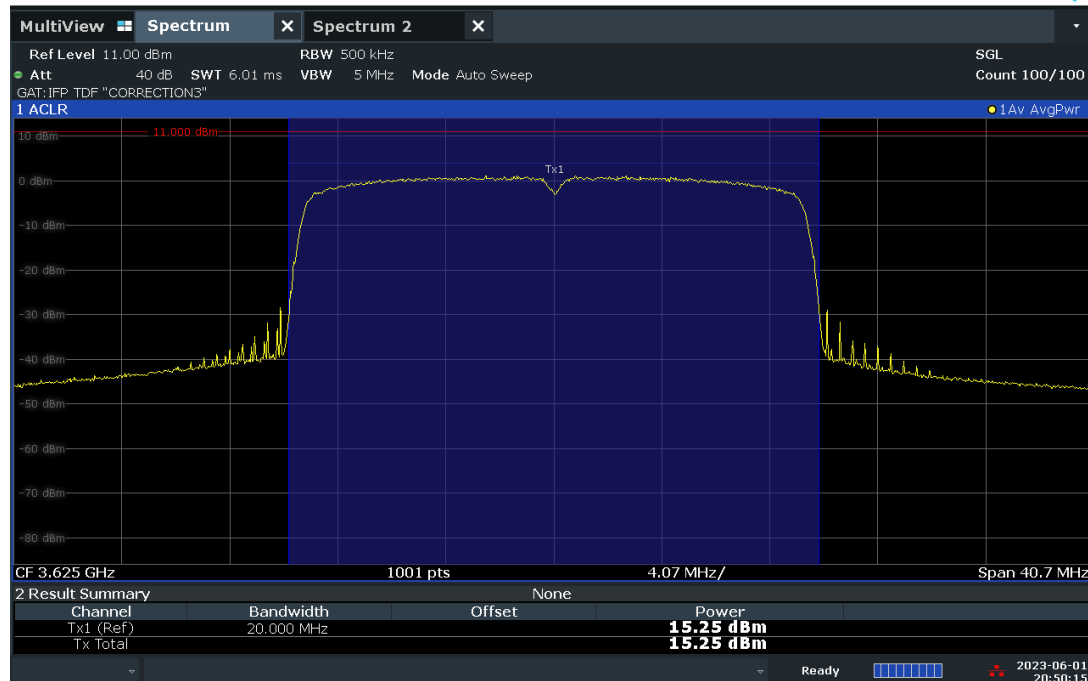 MultiView Spectrum X Spectrum 2 X
Ref Level 11.00 dBm RBW 500 kHz SGL
Att 40 dB SWT 6.01 ms VBW 5 MHz Mode Auto Sweep Count 100/100
GAT:IFP TDF "CORRECTION3"
1 ACLR 1Av AvgPwr
10 dBm 11.000 dBm
Tx1
0 dBm
-10 dBm
-20 dBm
-30 dBm
-40 dBm
-50 dBm
-60 dBm
-70 dBm
-80 dBm
CF 3.625 GHz 1001 pts 4.07 MHz/ Span 40.7 MHz
2 Result Summary None
Channel Bandwidth Offset Power
Tx1 (Ref) 20.000 MHz 15.25 dBm
Tx Total 15.25 dBm
Ready 2023-06-01
20:50:15